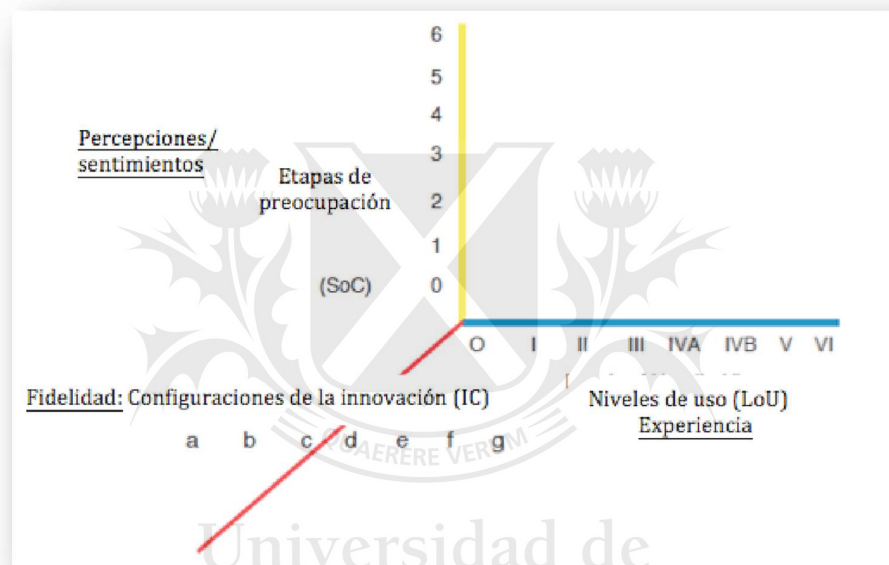 6
5
4
Percepciones/
sentimientos
3
Etapas de
preocupación
2
1
(SoC)
0
O I II III IVA IVB V VI
Fidelidad: Configuraciones de la innovación (IC)
Niveles de uso (LoU)
Experiencia
a b c d e f g
QUAERERE VERUM
Universidad de